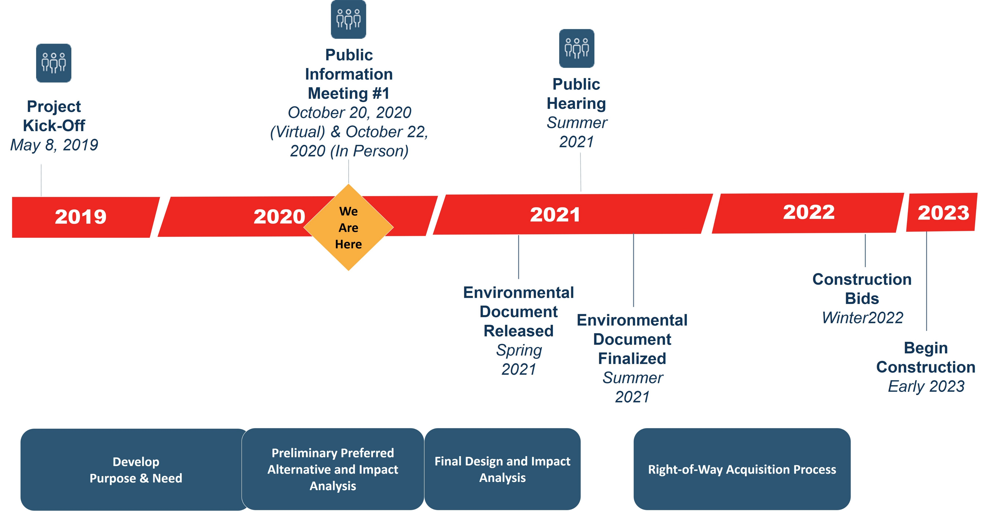 Project
Kick-Off
May 8, 2019
Public
Information
Meeting #1
October 20, 2020
(Virtual) & October 22,
2020 (In Person)
Public
Hearing
Summer
2021
2019
2020
We
Are
Here
2021
2022
2023
Environmental
Document
Released
Spring
2021
Environmental
Document
Finalized
Summer
2021
Construction
Bids
Winter2022
Begin
Construction
Early 2023
Develop
Purpose & Need
Preliminary Preferred
Alternative and Impact
Analysis
Final Design and Impact
Analysis
Right-of-Way Acquisition Process